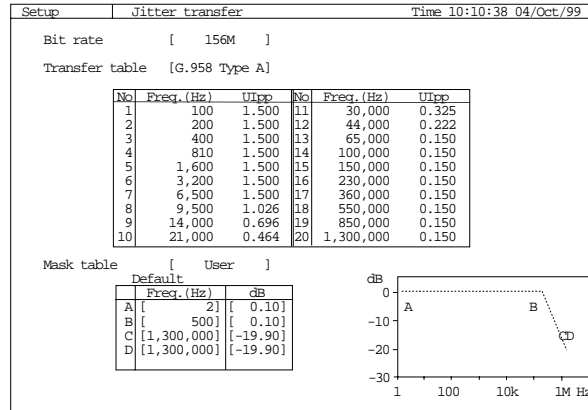 Setup Jitter transfer Time 10:10:38 04/Oct/99
Bit rate [ 156M ]
Transfer table [G.958 Type A]
No Freq.(Hz) UIpp No Freq.(Hz) UIpp
1 100 1.500 11 30,000 0.325
2 200 1.500 12 44,000 0.222
3 400 1.500 13 65,000 0.150
4 810 1.500 14 100,000 0.150
5 1,600 1.500 15 150,000 0.150
6 3,200 1.500 16 230,000 0.150
7 6,500 1.500 17 360,000 0.150
8 9,500 1.026 18 550,000 0.150
9 14,000 0.696 19 850,000 0.150
10 21,000 0.464 20 1,300,000 0.150
Mask table [ User ]
Default
Freq.(Hz) dB
A [ 2] [ 0.10]
B [ 500] [ 0.10]
C [1,300,000] [-19.90]
D [1,300,000] [-19.90]
dB
0
A B
-10
CD
-20
-30
1 100 10k 1M Hz